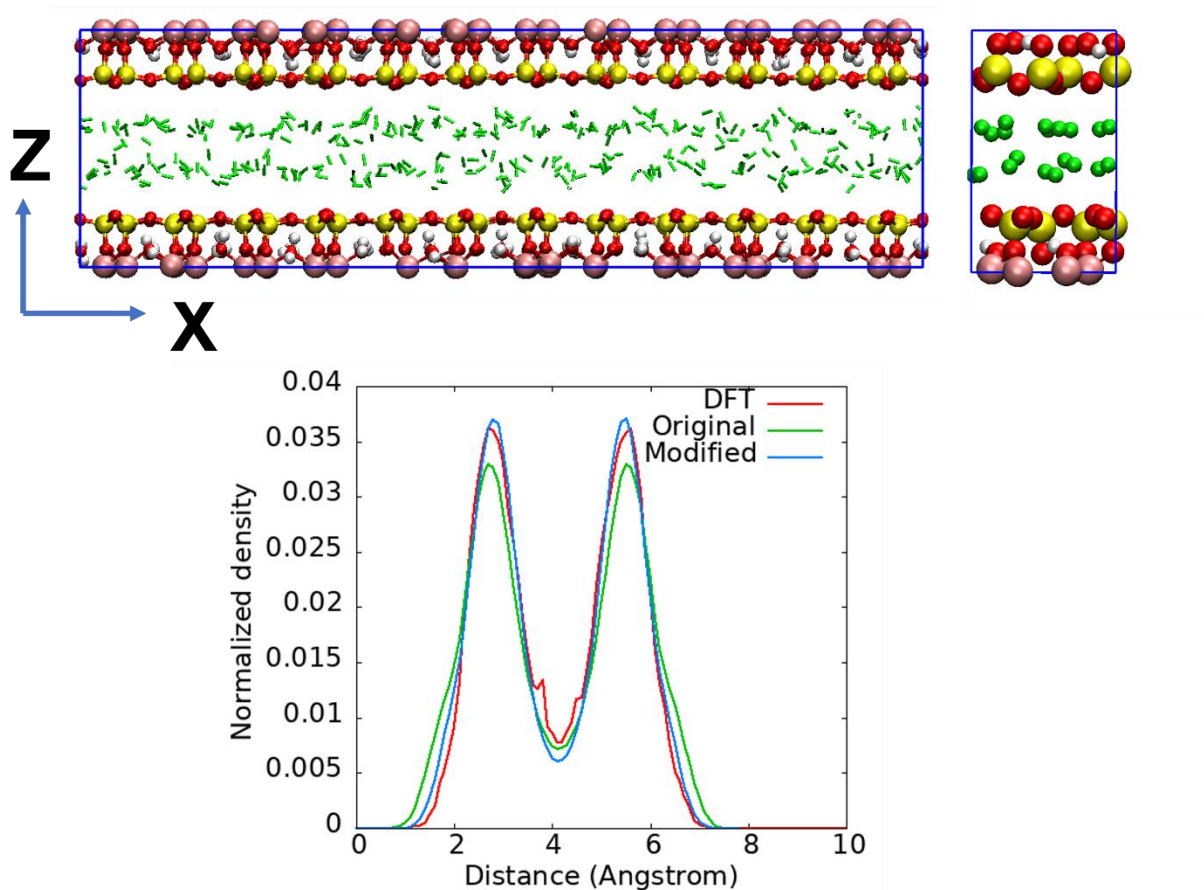 Z
X
0.04
0.035
0.03
0.025
0.02
0.015
0.01
0.005
0
Normalized density
DFT
Original
Modified
0 2 4 6 8 10
Distance (Angstrom)